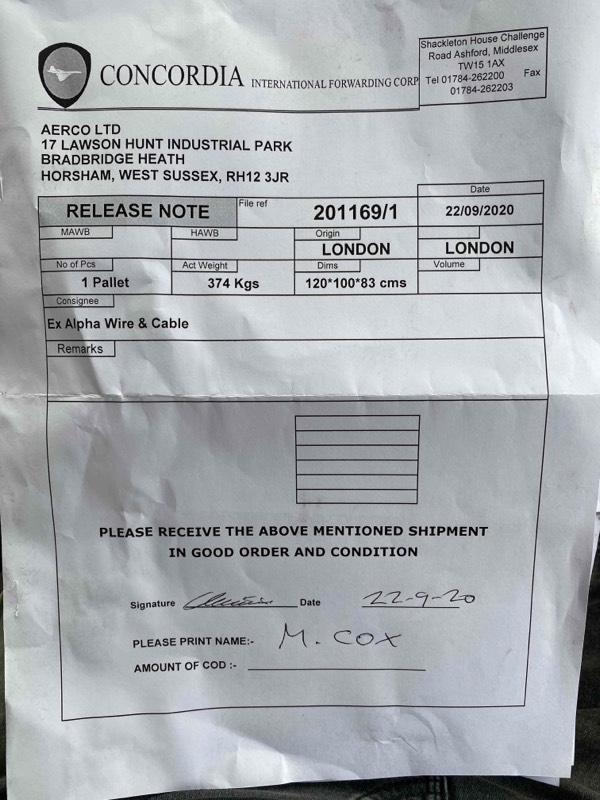 CONCORDIA INTERNATIONAL FORWARDING CORP
Shackleton House Challenge
Road Ashford, Middlesex
TW15 1AX
Tel 01784-262200 Fax
01784-262203
AERCO LTD
17 LAWSON HUNT INDUSTRIAL PARK
BRADBRIDGE HEATH
HORSHAM, WEST SUSSEX, RH12 3JR
Date
RELEASE NOTE File ref 201169/1 22/09/2020
MAWB HAWB Origin
LONDON LONDON
No of Pcs Act Weight Dims Volume
1 Pallet 374 Kgs 120*100*83 cms
Consignee
Ex Alpha Wire & Cable
Remarks
PLEASE RECEIVE THE ABOVE MENTIONED SHIPMENT
IN GOOD ORDER AND CONDITION
Signature Date 22-9-20
PLEASE PRINT NAME:- M. COX
AMOUNT OF COD :-